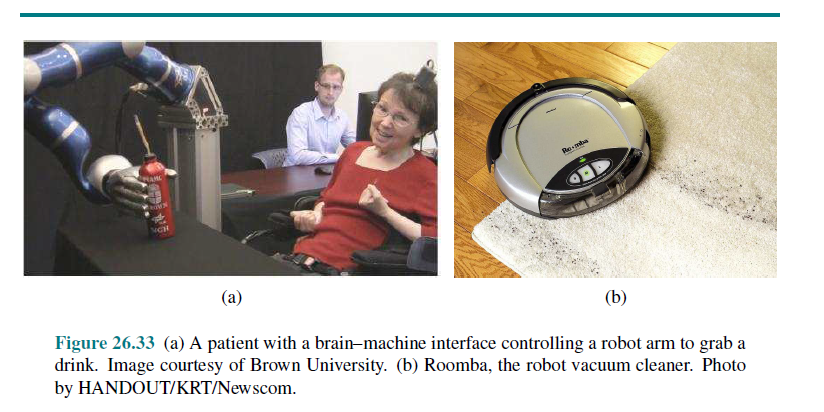 Roomba
(a)
(b)
Figure 26.33 (a) A patient with a brain–machine interface controlling a robot arm to grab a
drink. Image courtesy of Brown University. (b) Roomba, the robot vacuum cleaner. Photo
by HANDOUT/KRT/Newscom.